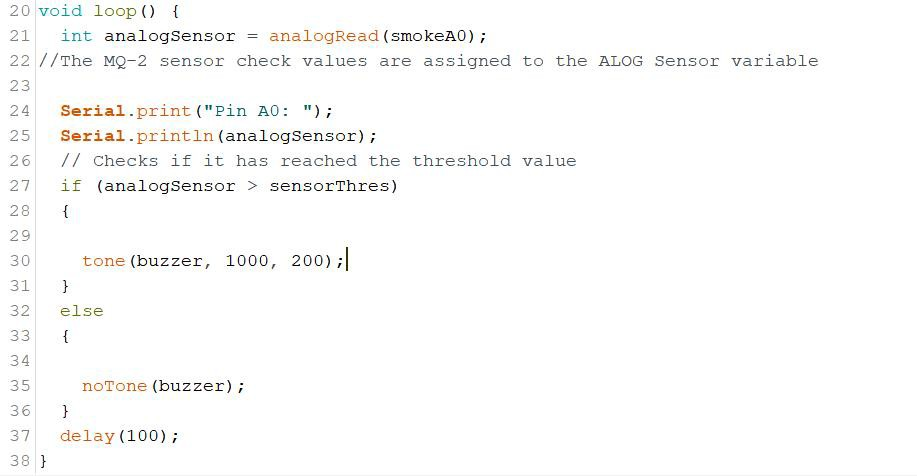 20 void loop() {
21   int analogSensor = analogRead(smokeA0);
22 //The MQ-2 sensor check values are assigned to the ALOG Sensor variable
23
24   Serial.print("Pin A0: ");
25   Serial.println(analogSensor);
26   // Checks if it has reached the threshold value
27   if (analogSensor > sensorThres)
28   {
29
30     tone(buzzer, 1000, 200);
31   }
32   else
33   {
34
35     noTone(buzzer);
36   }
37   delay(100);
38 }